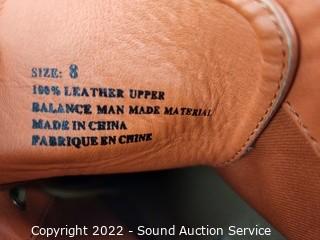 SIZE: 8
100% LEATHER UPPER
BALANCE MAN MADE MATERIAL
MADE IN CHINA
FABRIQUE EN CHINE
Copyright 2022 - Sound Auction Service